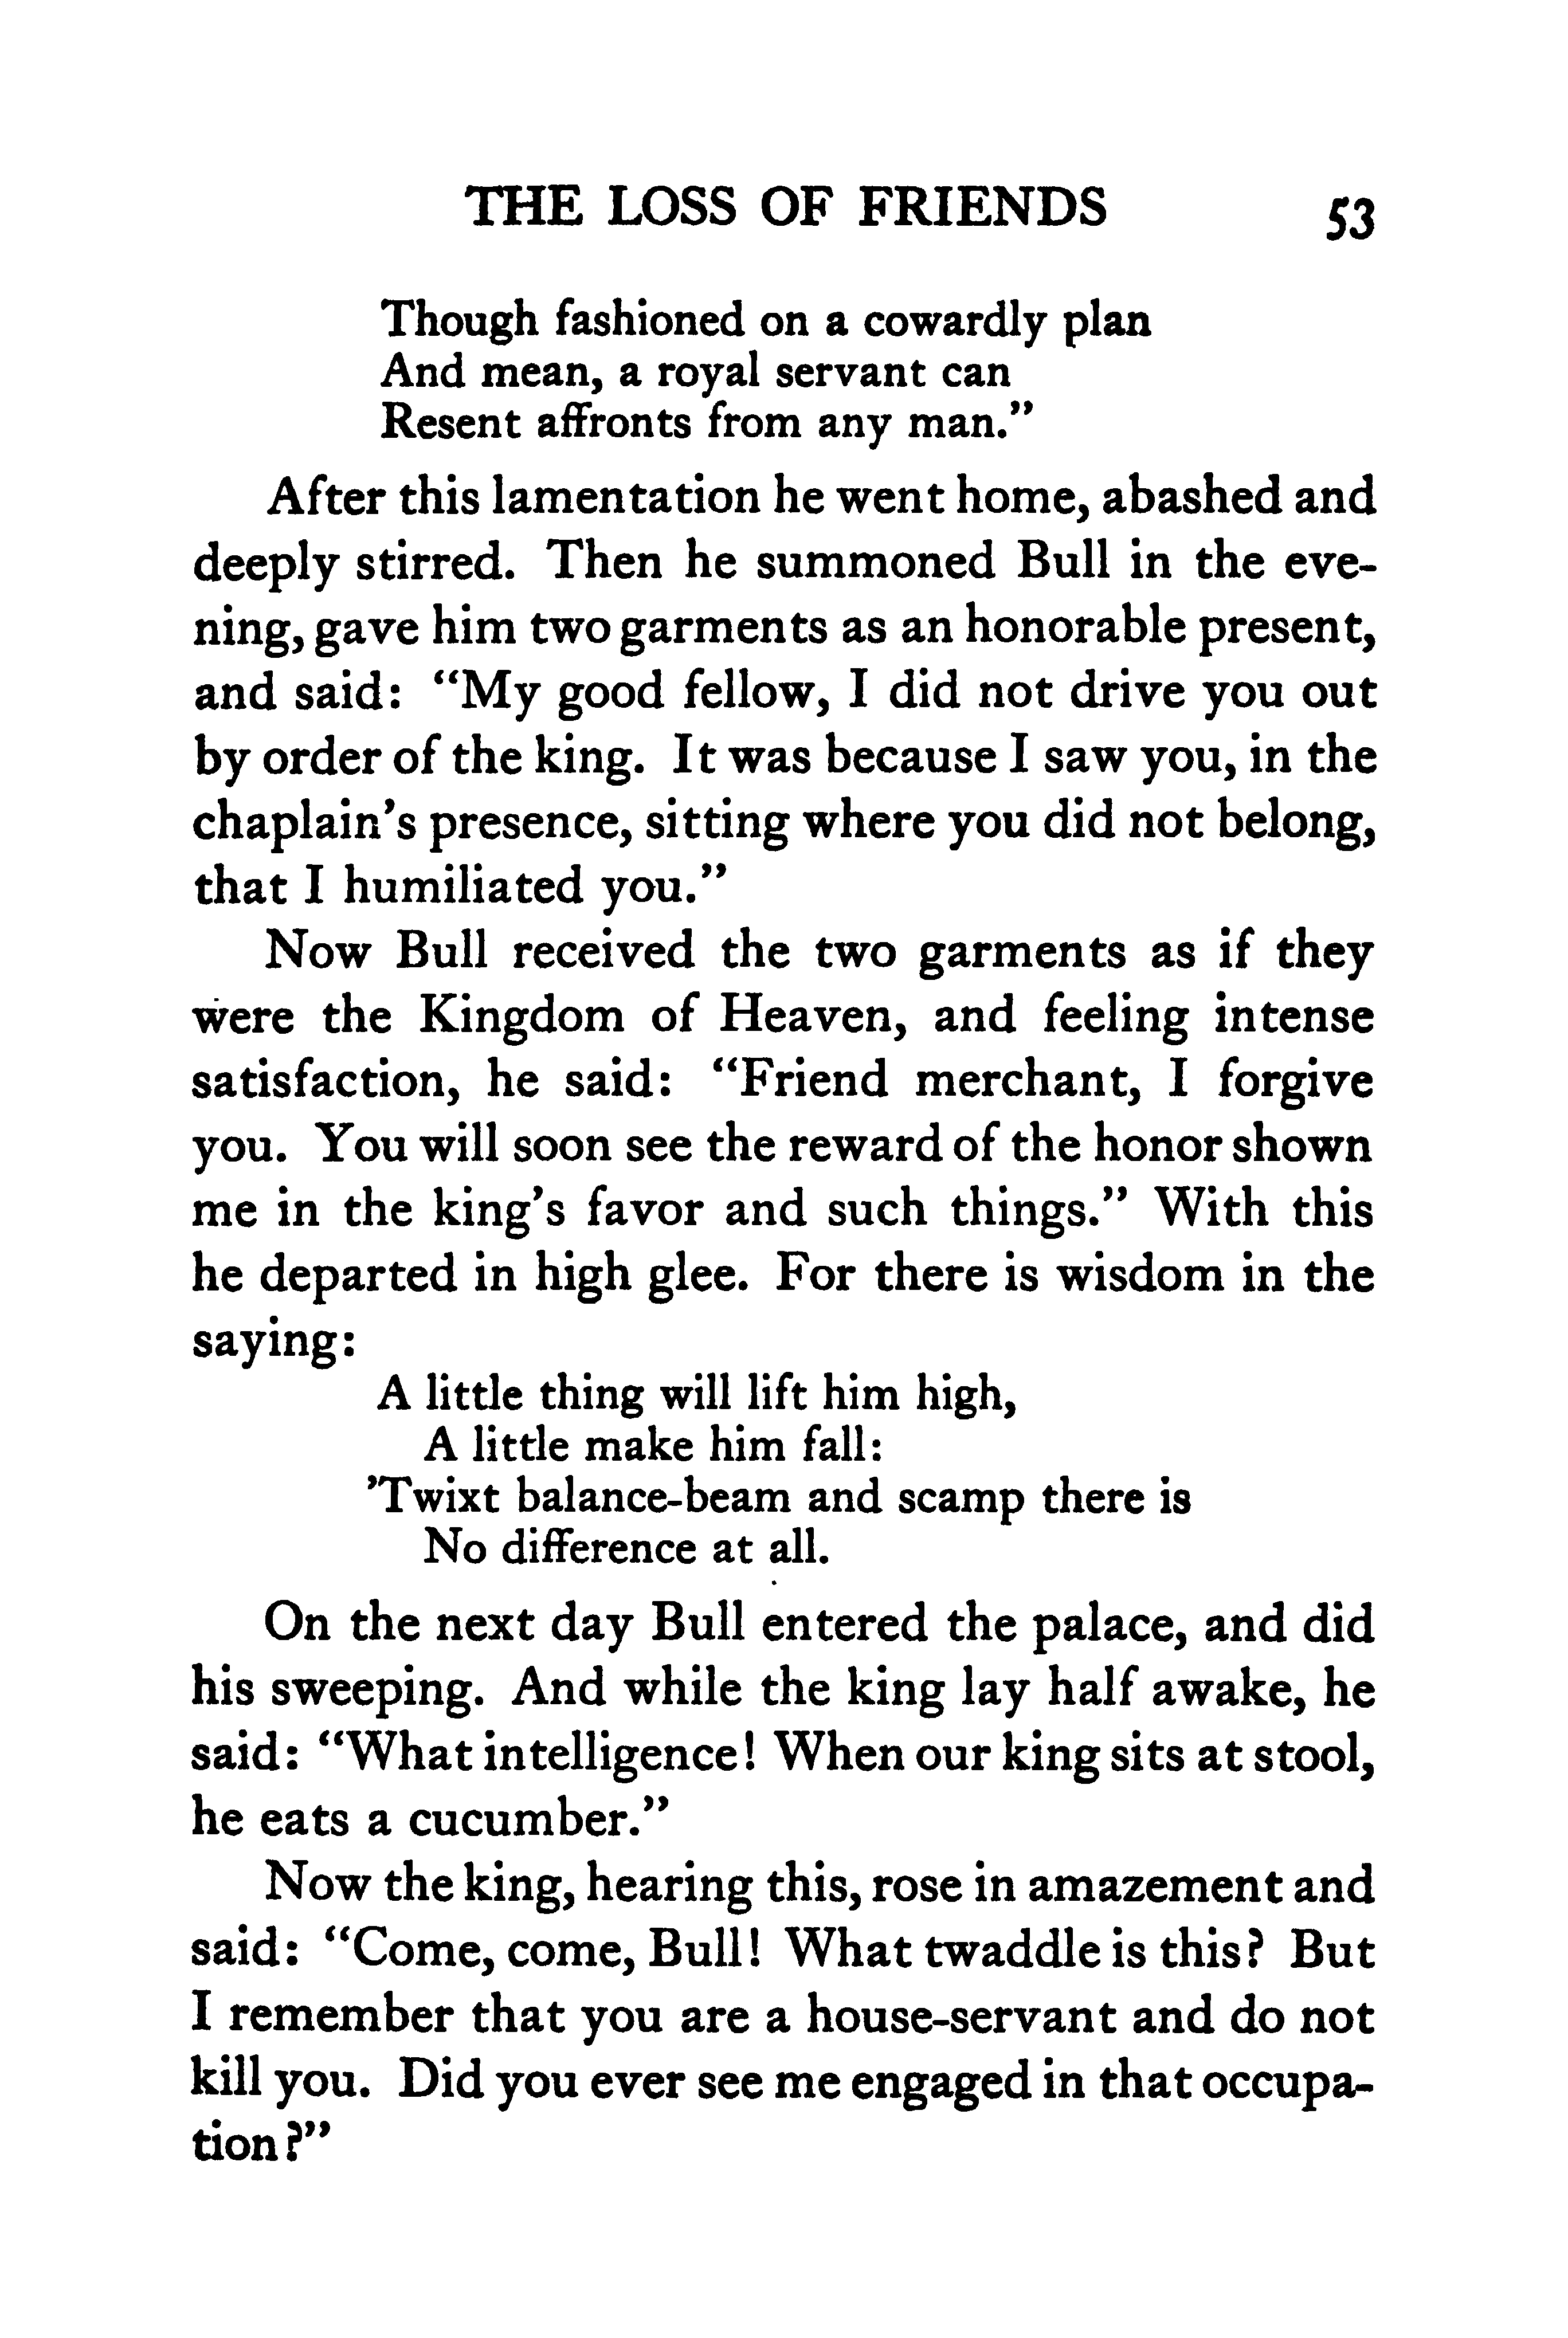 THE LOSS OF FRIENDS 53
Though fashioned on a cowardly plan
And mean, a royal servant can
Resent affronts from any man.”
After this lamentation he went home, abashed and
deeply stirred. Then he summoned Bull in the eve-
ning, gave him two garments as an honorable present,
and said: “My good fellow, I did not drive you out
by order of the king. It was because I saw you, in the
chaplain’s presence, sitting where you did not belong,
that I humiliated you.”
Now Bull received the two garments as if they
were the Kingdom of Heaven, and feeling intense
satisfaction, he said: “Friend merchant, I forgive
you. You will soon see the reward of the honor shown
me in the king’s favor and such things.” With this
he departed in high glee. For there is wisdom in the
saying:
A little thing will lift him high,
A little make him fall:
’Twixt balance-beam and scamp there is
No difference at all.
On the next day Bull entered the palace, and did
his sweeping. And while the king lay half awake, he
said: “What intelligence! When our king sits at stool,
he eats a cucumber.”
Now the king, hearing this, rose in amazement and
said: “Come, come, Bull! What twaddle is this? But
I remember that you are a house-servant and do not
kill you. Did you ever see me engaged in that occupa-
tion?”